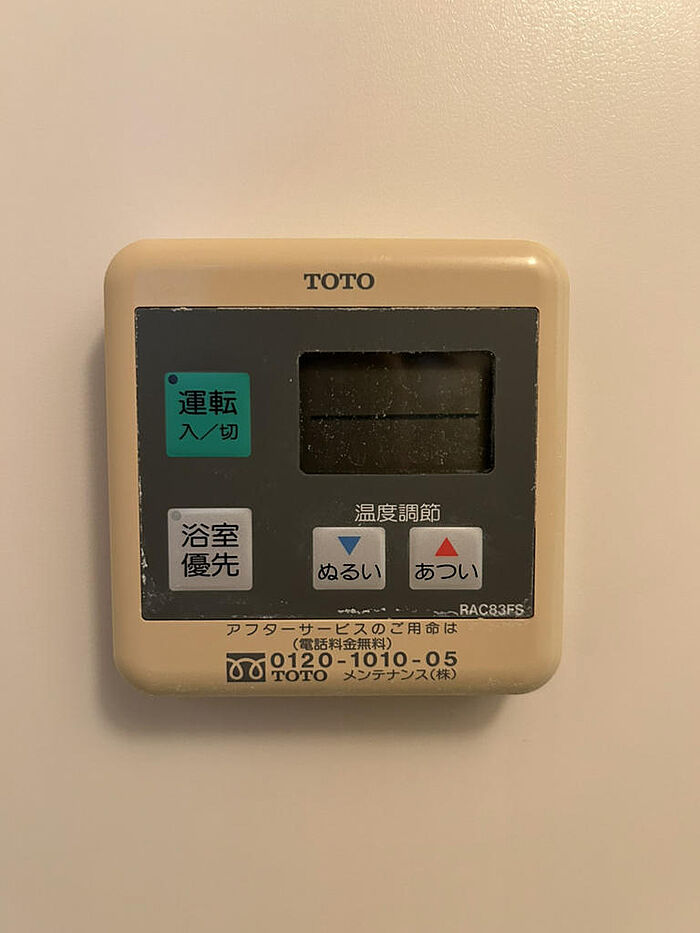 TOTO
運転
入／切
浴室
優先
温度調節
ぬるい
あつい
RAC83FS
アフターサービスのご用命は
(電話料金無料)
0120-1010-05
TOTO メンテナンス(株)